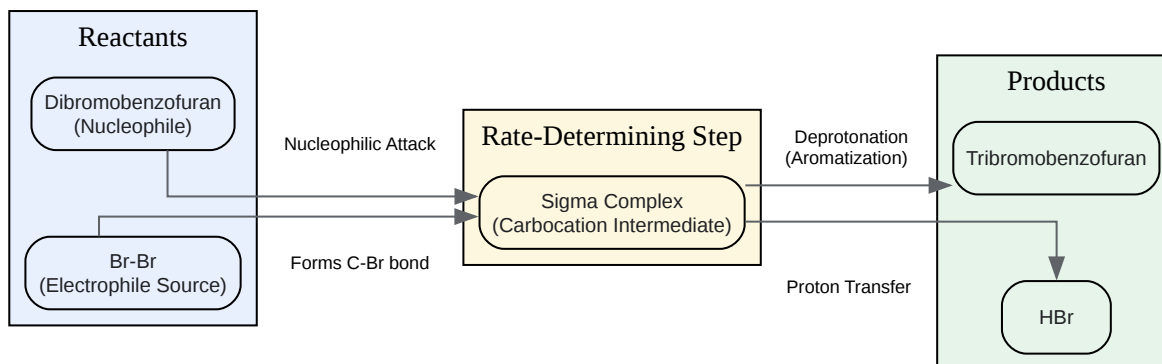 Reactants
Dibromobenzofuran
(Nucleophile)
Br-Br
(Electrophile Source)
Nucleophilic Attack
Forms C-Br bond
Rate-Determining Step
Sigma Complex
(Carbocation Intermediate)
Deprotonation
(Aromatization)
Proton Transfer
Products
Tribromobenzofuran
HBr